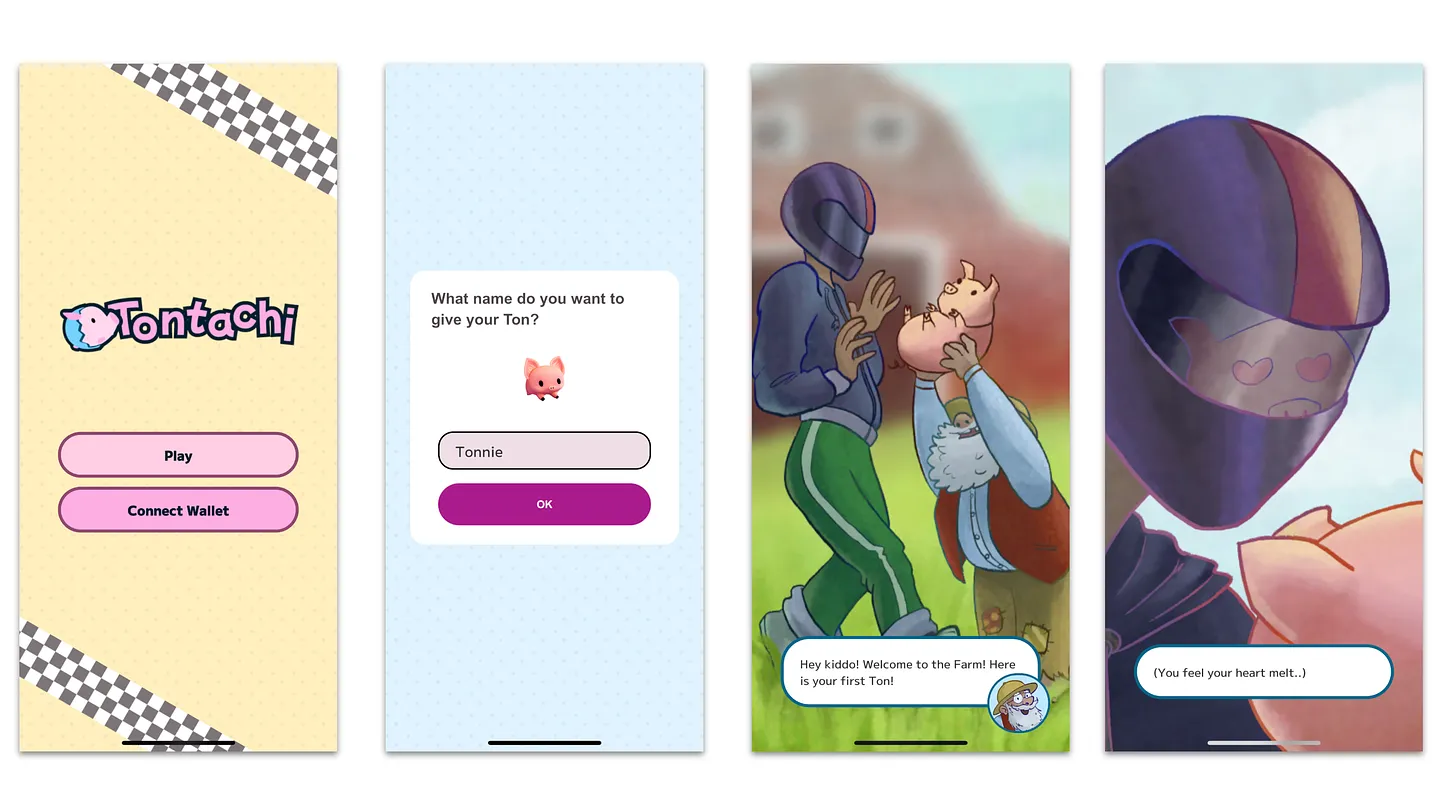 Tontachi
Play
Connect Wallet
What name do you want to
give your Ton?
Tonnie
OK
Hey kiddo! Welcome to the Farm! Here
is your first Ton!
(You feel your heart melt..)